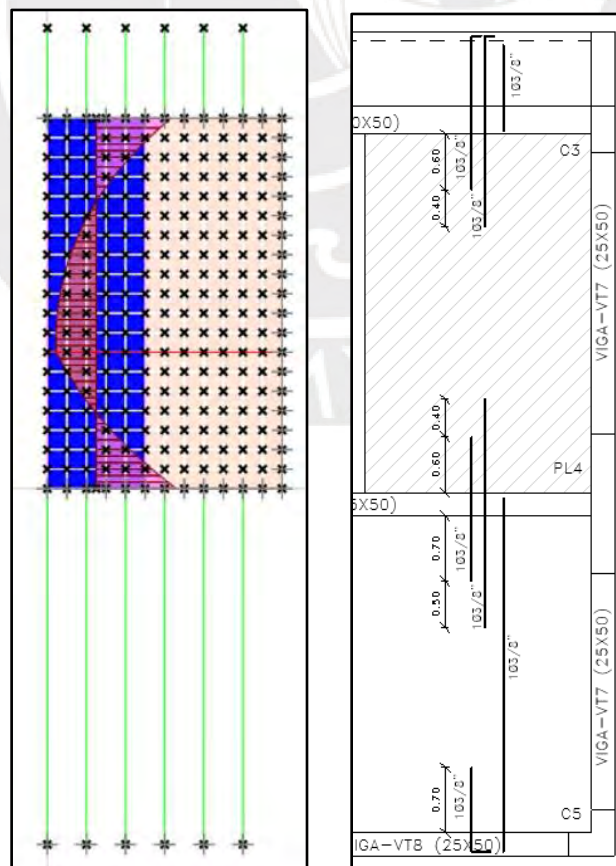 1Ø3/8"
0X50)
C3
0.60
1Ø3/8"
0.40
1Ø3/8"
VIGA-VT7 (25X50)
0.40
0.60
PL4
5X50)
0.70
1Ø3/8"
0.50
1Ø3/8"
1Ø3/8"
VIGA-VT7 (25X50)
0.70
1Ø3/8"
C5
IGA-VT8 (25X50)